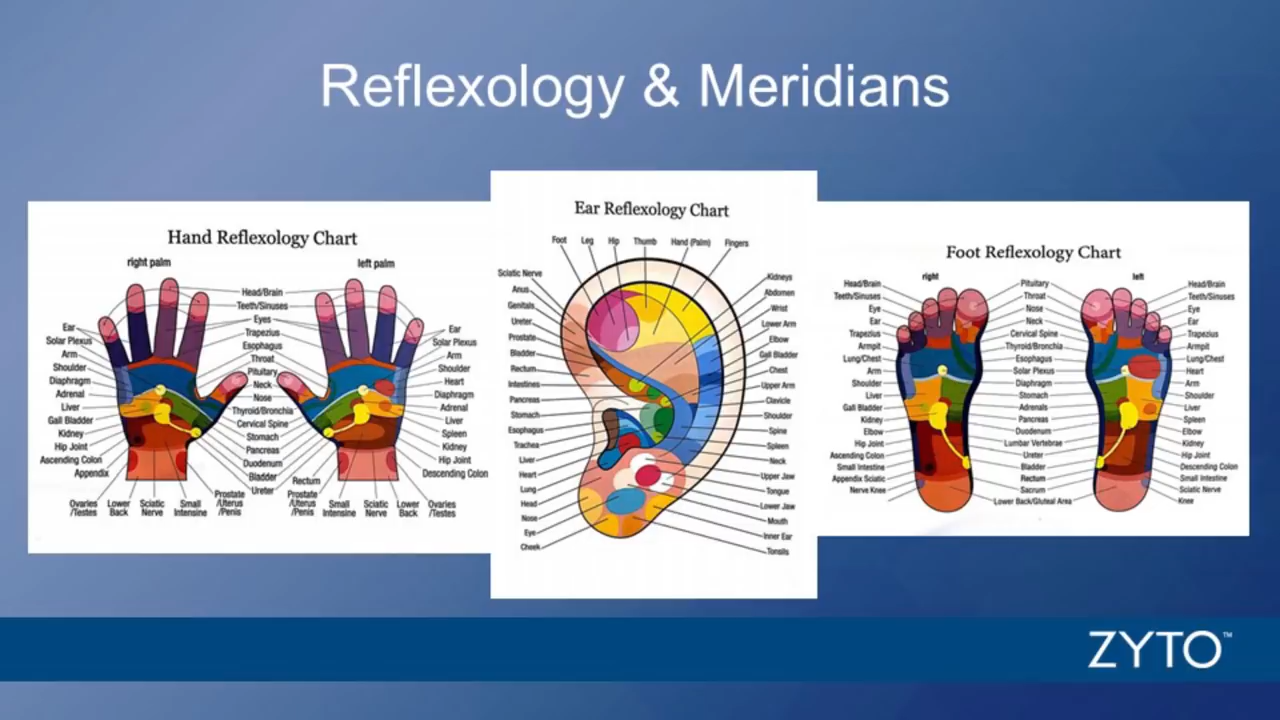 Reflexology & Meridians
Hand Reflexology Chart
right palm
left palm
Head/Brain
Teeth/Sinuses
Eyes
Trapezius
Esophagus
Throat
Pituitary
Neck
Nose
Thyroid/Bronchia
Cervical Spine
Stomach
Pancreas
Duodenum
Bladder
Ureter
Ear
Solar Plexus
Arm
Shoulder
Diaphragm
Adrenal
Liver
Gall Bladder
Kidney
Hip Joint
Ascending Colon
Appendix
Ear
Solar Plexus
Arm
Shoulder
Heart
Diaphragm
Adrenal
Liver
Spleen
Kidney
Hip Joint
Descending Colon
Ovaries
/Testes
Lower
Back
Sciatic
Nerve
Small
Intensine
Prostate
/Uterus
/Penis
Rectum
Prostate
/Uterus
/Penis
Small
Intensine
Sciatic
Nerve
Lower
Back
Ovaries
/Testes
Ear Reflexology Chart
Foot
Leg
Hip
Thumb
Hand (Palm)
Fingers
Sciatic Nerve
Anus
Genitals
Ureter
Prostate
Bladder
Rectum
Intestines
Pancreas
Stomach
Esophagus
Trachea
Liver
Heart
Lung
Head
Nose
Eye
Cheek
Kidneys
Abdomen
Wrist
Lower Arm
Elbow
Gall Bladder
Chest
Upper Arm
Clavicle
Shoulder
Spine
Spleen
Neck
Upper Jaw
Tongue
Lower Jaw
Mouth
Inner Ear
Tonsils
Foot Reflexology Chart
right
left
Head/Brain
Teeth/Sinuses
Eye
Ear
Trapezius
Armpit
Lung/Chest
Arm
Shoulder
Liver
Gall Bladder
Kidney
Elbow
Hip Joint
Ascending Colon
Small Intestine
Appendix Sciatic
Nerve Knee
Pituitary
Throat
Nose
Neck
Cervical Spine
Thyroid/Bronchia
Esophagus
Solar Plexus
Diaphragm
Stomach
Adrenals
Pancreas
Duodenum
Lumbar Vertebrae
Ureter
Bladder
Rectum
Sacrum
Lower Back/Gluteal Area
Head/Brain
Teeth/Sinuses
Eye
Ear
Trapezius
Armpit
Lung/Chest
Heart
Arm
Shoulder
Liver
Spleen
Elbow
Kidney
Hip Joint
Descending Colon
Small Intestine
Sciatic Nerve
Knee
ZYTO™